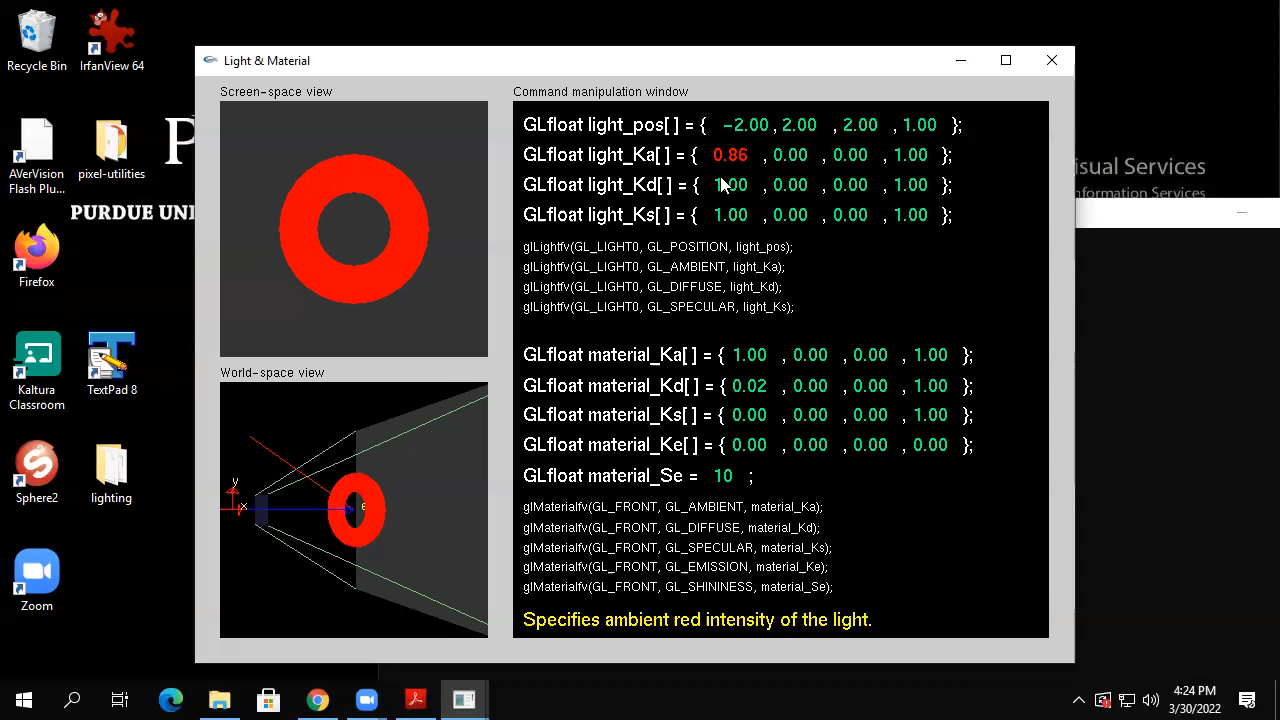 Recycle Bin
IrfanView 64
AVerVision
Flash Plu...
pixel-utilities
P
PURDUE UNI
Firefox
Kaltura
Classroom
TextPad 8
Sphere2
lighting
Zoom
Light & Material
Screen-space view
World-space view
y
x
Command manipulation window
GLfloat light_pos[ ] = { -2.00 , 2.00 , 2.00 , 1.00 };
GLfloat light_Ka[ ] = { 0.86 , 0.00 , 0.00 , 1.00 };
GLfloat light_Kd[ ] = { 1.00 , 0.00 , 0.00 , 1.00 };
GLfloat light_Ks[ ] = { 1.00 , 0.00 , 0.00 , 1.00 };
glLightfv(GL_LIGHT0, GL_POSITION, light_pos);
glLightfv(GL_LIGHT0, GL_AMBIENT, light_Ka);
glLightfv(GL_LIGHT0, GL_DIFFUSE, light_Kd);
glLightfv(GL_LIGHT0, GL_SPECULAR, light_Ks);
GLfloat material_Ka[ ] = { 1.00 , 0.00 , 0.00 , 1.00 };
GLfloat material_Kd[ ] = { 0.02 , 0.00 , 0.00 , 1.00 };
GLfloat material_Ks[ ] = { 0.00 , 0.00 , 0.00 , 1.00 };
GLfloat material_Ke[ ] = { 0.00 , 0.00 , 0.00 , 0.00 };
GLfloat material_Se = 10 ;
glMaterialfv(GL_FRONT, GL_AMBIENT, material_Ka);
glMaterialfv(GL_FRONT, GL_DIFFUSE, material_Kd);
glMaterialfv(GL_FRONT, GL_SPECULAR, material_Ks);
glMaterialfv(GL_FRONT, GL_EMISSION, material_Ke);
glMaterialfv(GL_FRONT, GL_SHININESS, material_Se);
Specifies ambient red intensity of the light.
isual Services
nformation Services
4:24 PM
3/30/2022